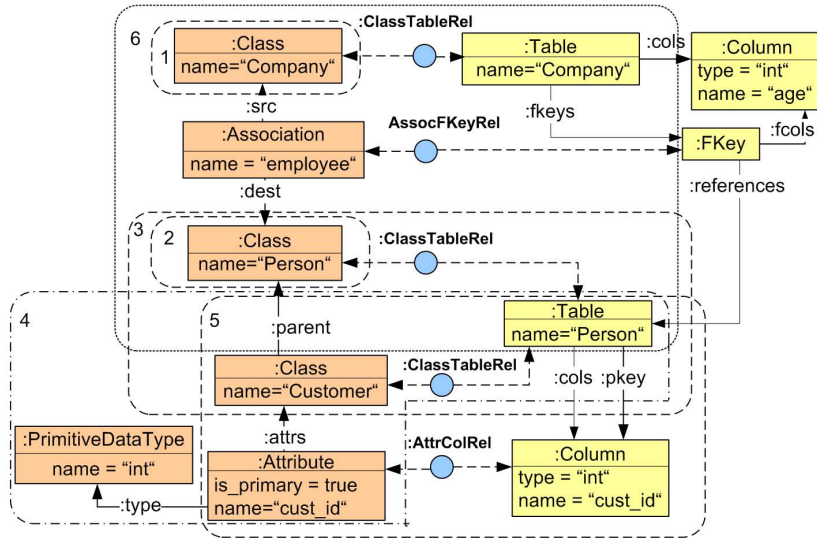 6
:ClassTableRel
1
:Class
name=“Company“
:Table
name=“Company“
:cols
:Column
type = “int“
name = “age“
:src
:fkeys
:Association
name = “employee“
AssocFKeyRel
:FKey
:fcols
:dest
:references
3
2
:Class
name=“Person“
:ClassTableRel
4
5
:Table
name=“Person“
:parent
:Class
name=“Customer“
:ClassTableRel
:cols
:pkey
:attrs
:AttrColRel
:PrimitiveDataType
name = “int“
:Attribute
is_primary = true
name=“cust_id“
:Column
type = “int“
name = “cust_id“
:type